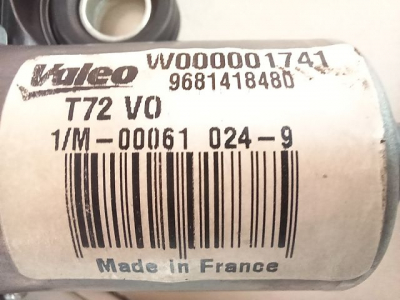 Valeo W000001741
9681418480
T72 VO
1/M-00061 024-9
Made in France